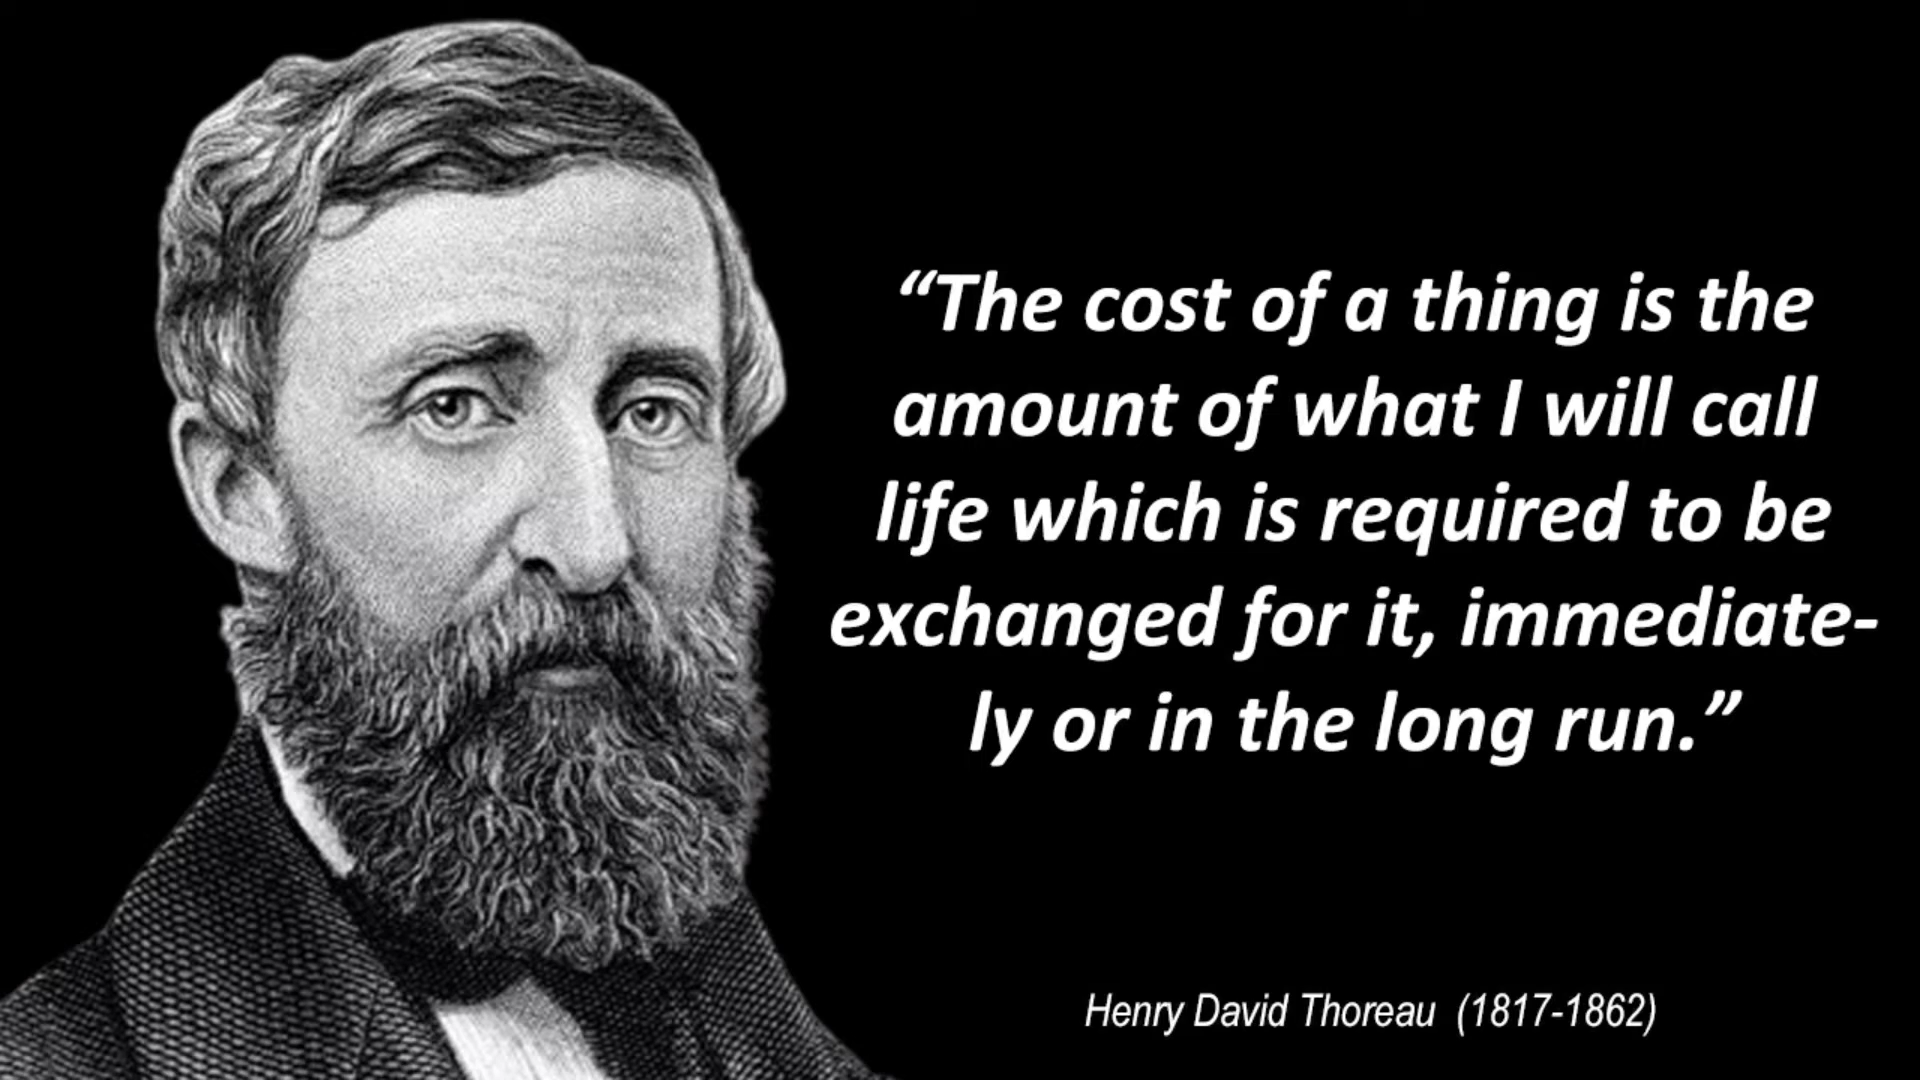 “The cost of a thing is the
amount of what I will call
life which is required to be
exchanged for it, immediate-
ly or in the long run.”
Henry David Thoreau (1817-1862)